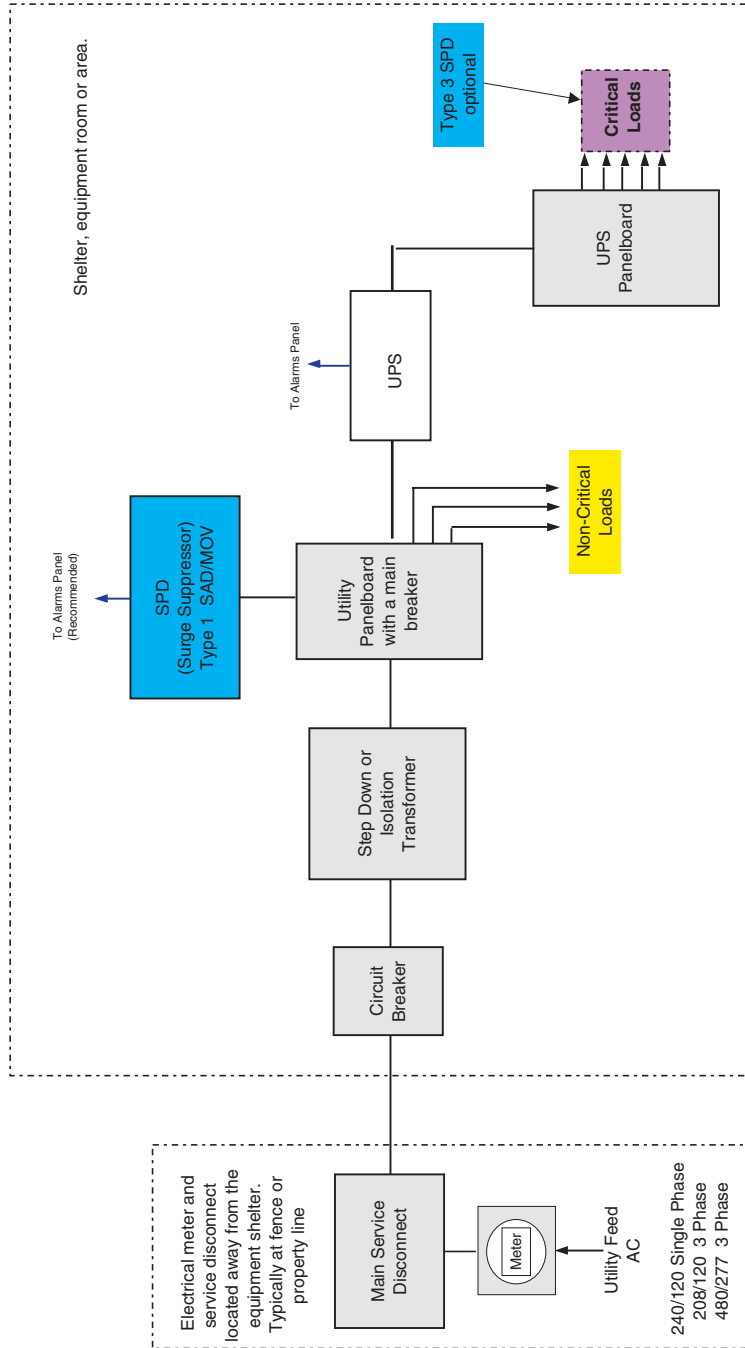 Electrical meter and
service disconnect
located away from the
equipment shelter.
Typically at fence or
property line
Main Service
Disconnect
Meter
Utility Feed
AC
240/120 Single Phase
208/120 3 Phase
480/277 3 Phase
Shelter, equipment room or area.
Circuit
Breaker
Step Down or
Isolation
Transformer
To Alarms Panel
(Recommended)
SPD
(Surge Suppressor)
Type 1 SAD/MOV
Utility
Panelboard
with a main
breaker
Non-Critical
Loads
To Alarms Panel
UPS
UPS
Panelboard
Type 3 SPD
optional
Critical
Loads